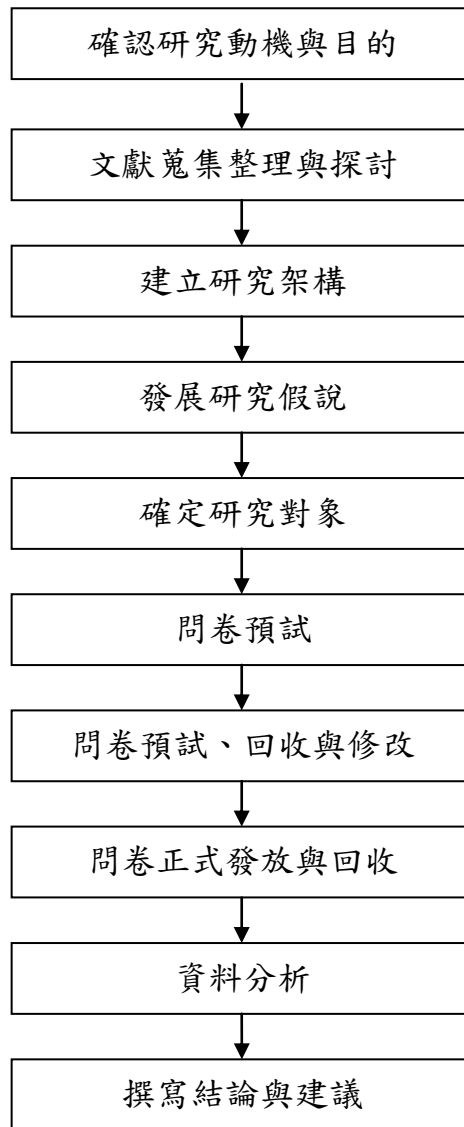 確認研究動機與目的
文獻蒐集整理與探討
建立研究架構
發展研究假說
確定研究對象
問卷預試
問卷預試、回收與修改
問卷正式發放與回收
資料分析
撰寫結論與建議